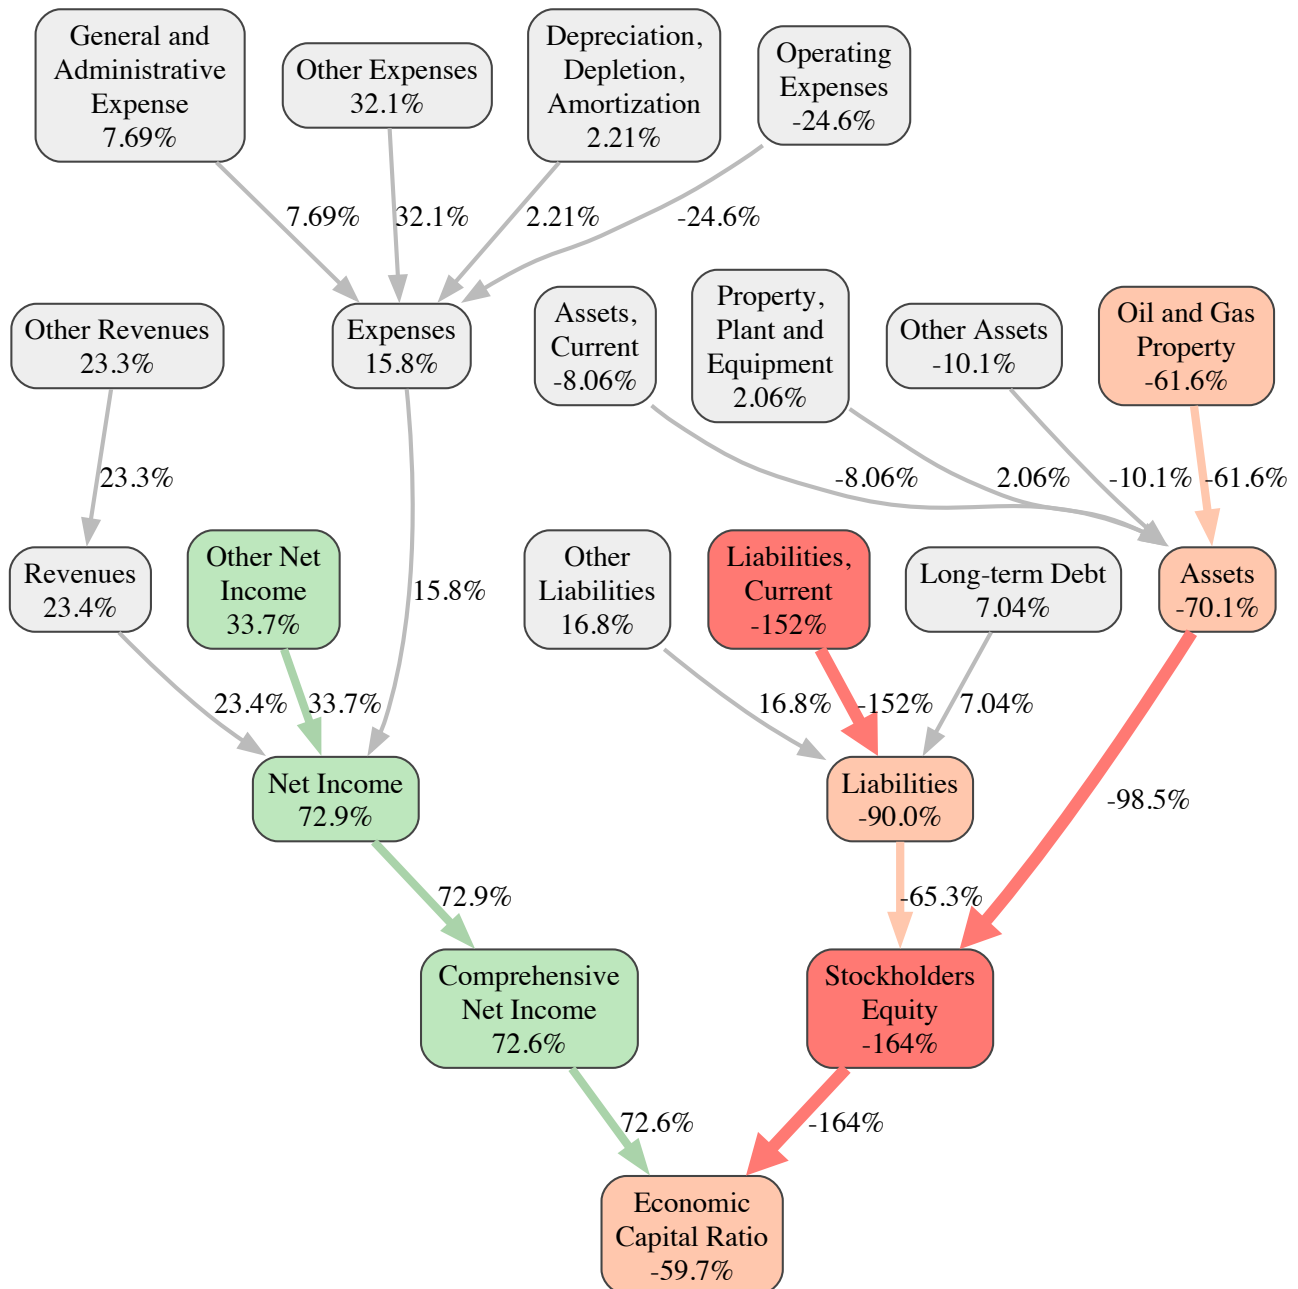 General and
Administrative
Expense
7.69%
Other Expenses
32.1%
Depreciation,
Depletion,
Amortization
2.21%
Operating
Expenses
-24.6%
7.69%
32.1%
2.21%
-24.6%
Other Revenues
23.3%
Expenses
15.8%
Assets,
Current
-8.06%
Property,
Plant and
Equipment
2.06%
Other Assets
-10.1%
Oil and Gas
Property
-61.6%
23.3%
-8.06%
2.06%
-10.1%
-61.6%
Revenues
23.4%
Other Net
Income
33.7%
15.8%
Other
Liabilities
16.8%
Liabilities,
Current
-152%
Long-term Debt
7.04%
Assets
-70.1%
23.4%
33.7%
16.8%
-152%
7.04%
Net Income
72.9%
Liabilities
-90.0%
-98.5%
72.9%
-65.3%
Comprehensive
Net Income
72.6%
Stockholders
Equity
-164%
72.6%
-164%
Economic
Capital Ratio
-59.7%